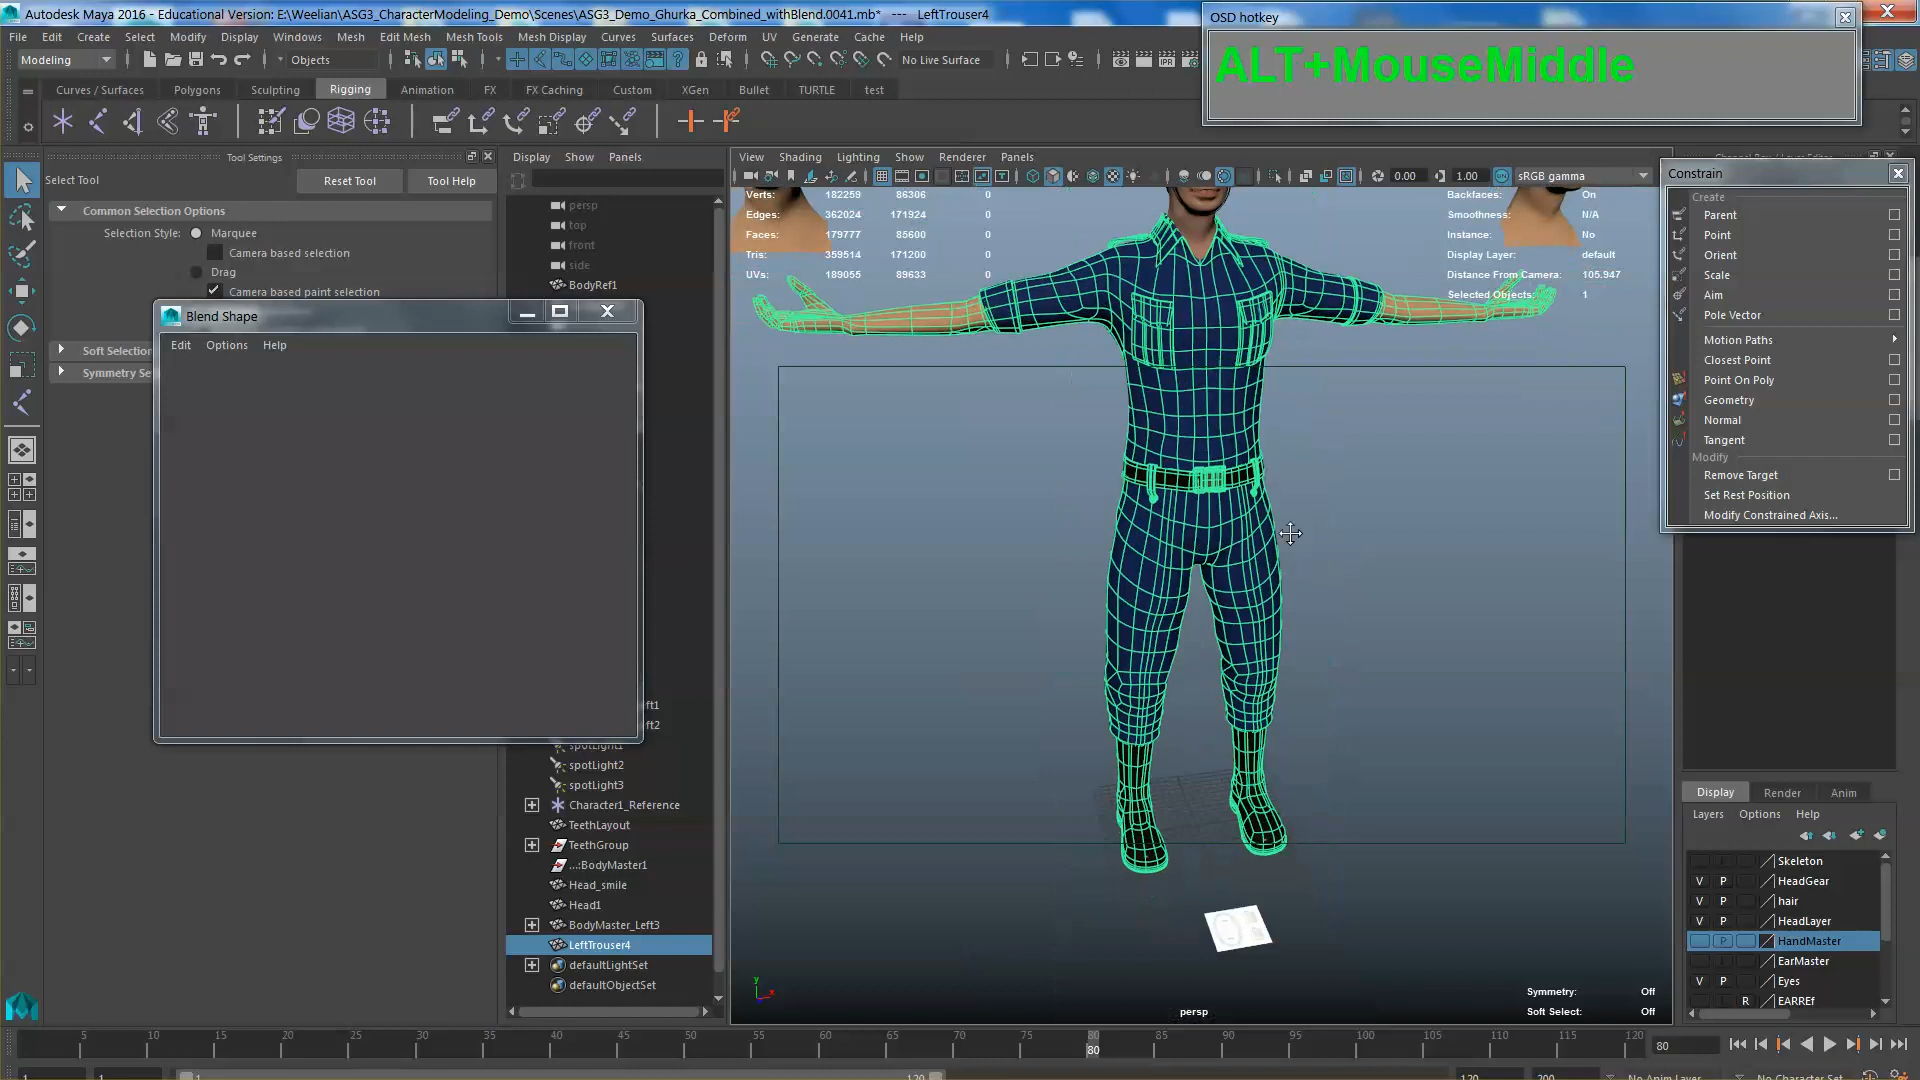 Autodesk Maya 2016 - Educational Version: E:\Weelian\ASG3_CharacterModeling_Demo\Scenes\ASG3_Demo_Ghurka_Combined_withBlend.0041.mb* --- LeftTrouser4
OSD hotkey
ALT+MouseMiddle
File Edit Create Select Modify Display Windows Mesh Edit Mesh Mesh Tools Mesh Display Curves Surfaces Deform UV Generate Cache Help
Modeling Objects No Live Surface
Curves / Surfaces Polygons Sculpting Rigging Animation FX FX Caching Custom XGen Bullet TURTLE test
Tool Settings
Select Tool Reset Tool Tool Help
Common Selection Options
Selection Style: Marquee
Camera based selection
Drag
Camera based paint selection
Soft Selection
Symmetry Se
Blend Shape
Edit Options Help
Display Show Panels
persp
top
front
side
BodyRef1
ft1
ft2
spotLight1
spotLight2
spotLight3
Character1_Reference
TeethLayout
TeethGroup
...:BodyMaster1
Head_smile
Head1
BodyMaster_Left3
LeftTrouser4
defaultLightSet
defaultObjectSet
View Shading Lighting Show Renderer Panels
0.00 1.00 sRGB gamma
Verts: 182259 86306 0
Edges: 362024 171924 0
Faces: 179777 85600 0
Tris: 359514 171200 0
UVs: 189055 89633 0
Backfaces: On
Smoothness: N/A
Instance: No
Display Layer: default
Distance From Camera: 105.947
Selected Objects: 1
y
x
persp
Symmetry: Off
Soft Select: Off
Constrain
Create
Parent
Point
Orient
Scale
Aim
Pole Vector
Motion Paths
Closest Point
Point On Poly
Geometry
Normal
Tangent
Modify
Remove Target
Set Rest Position
Modify Constrained Axis...
Display Render Anim
Layers Options Help
Skeleton
V P HeadGear
V P hair
V P HeadLayer
P HandMaster
EarMaster
V P Eyes
R EARREf
5 10 15 20 25 30 35 40 45 50 55 60 65 70 75 80 85 90 95 100 105 110 115 120
80
80
1 1 1 120 120 200 No Anim Layer No Character Set